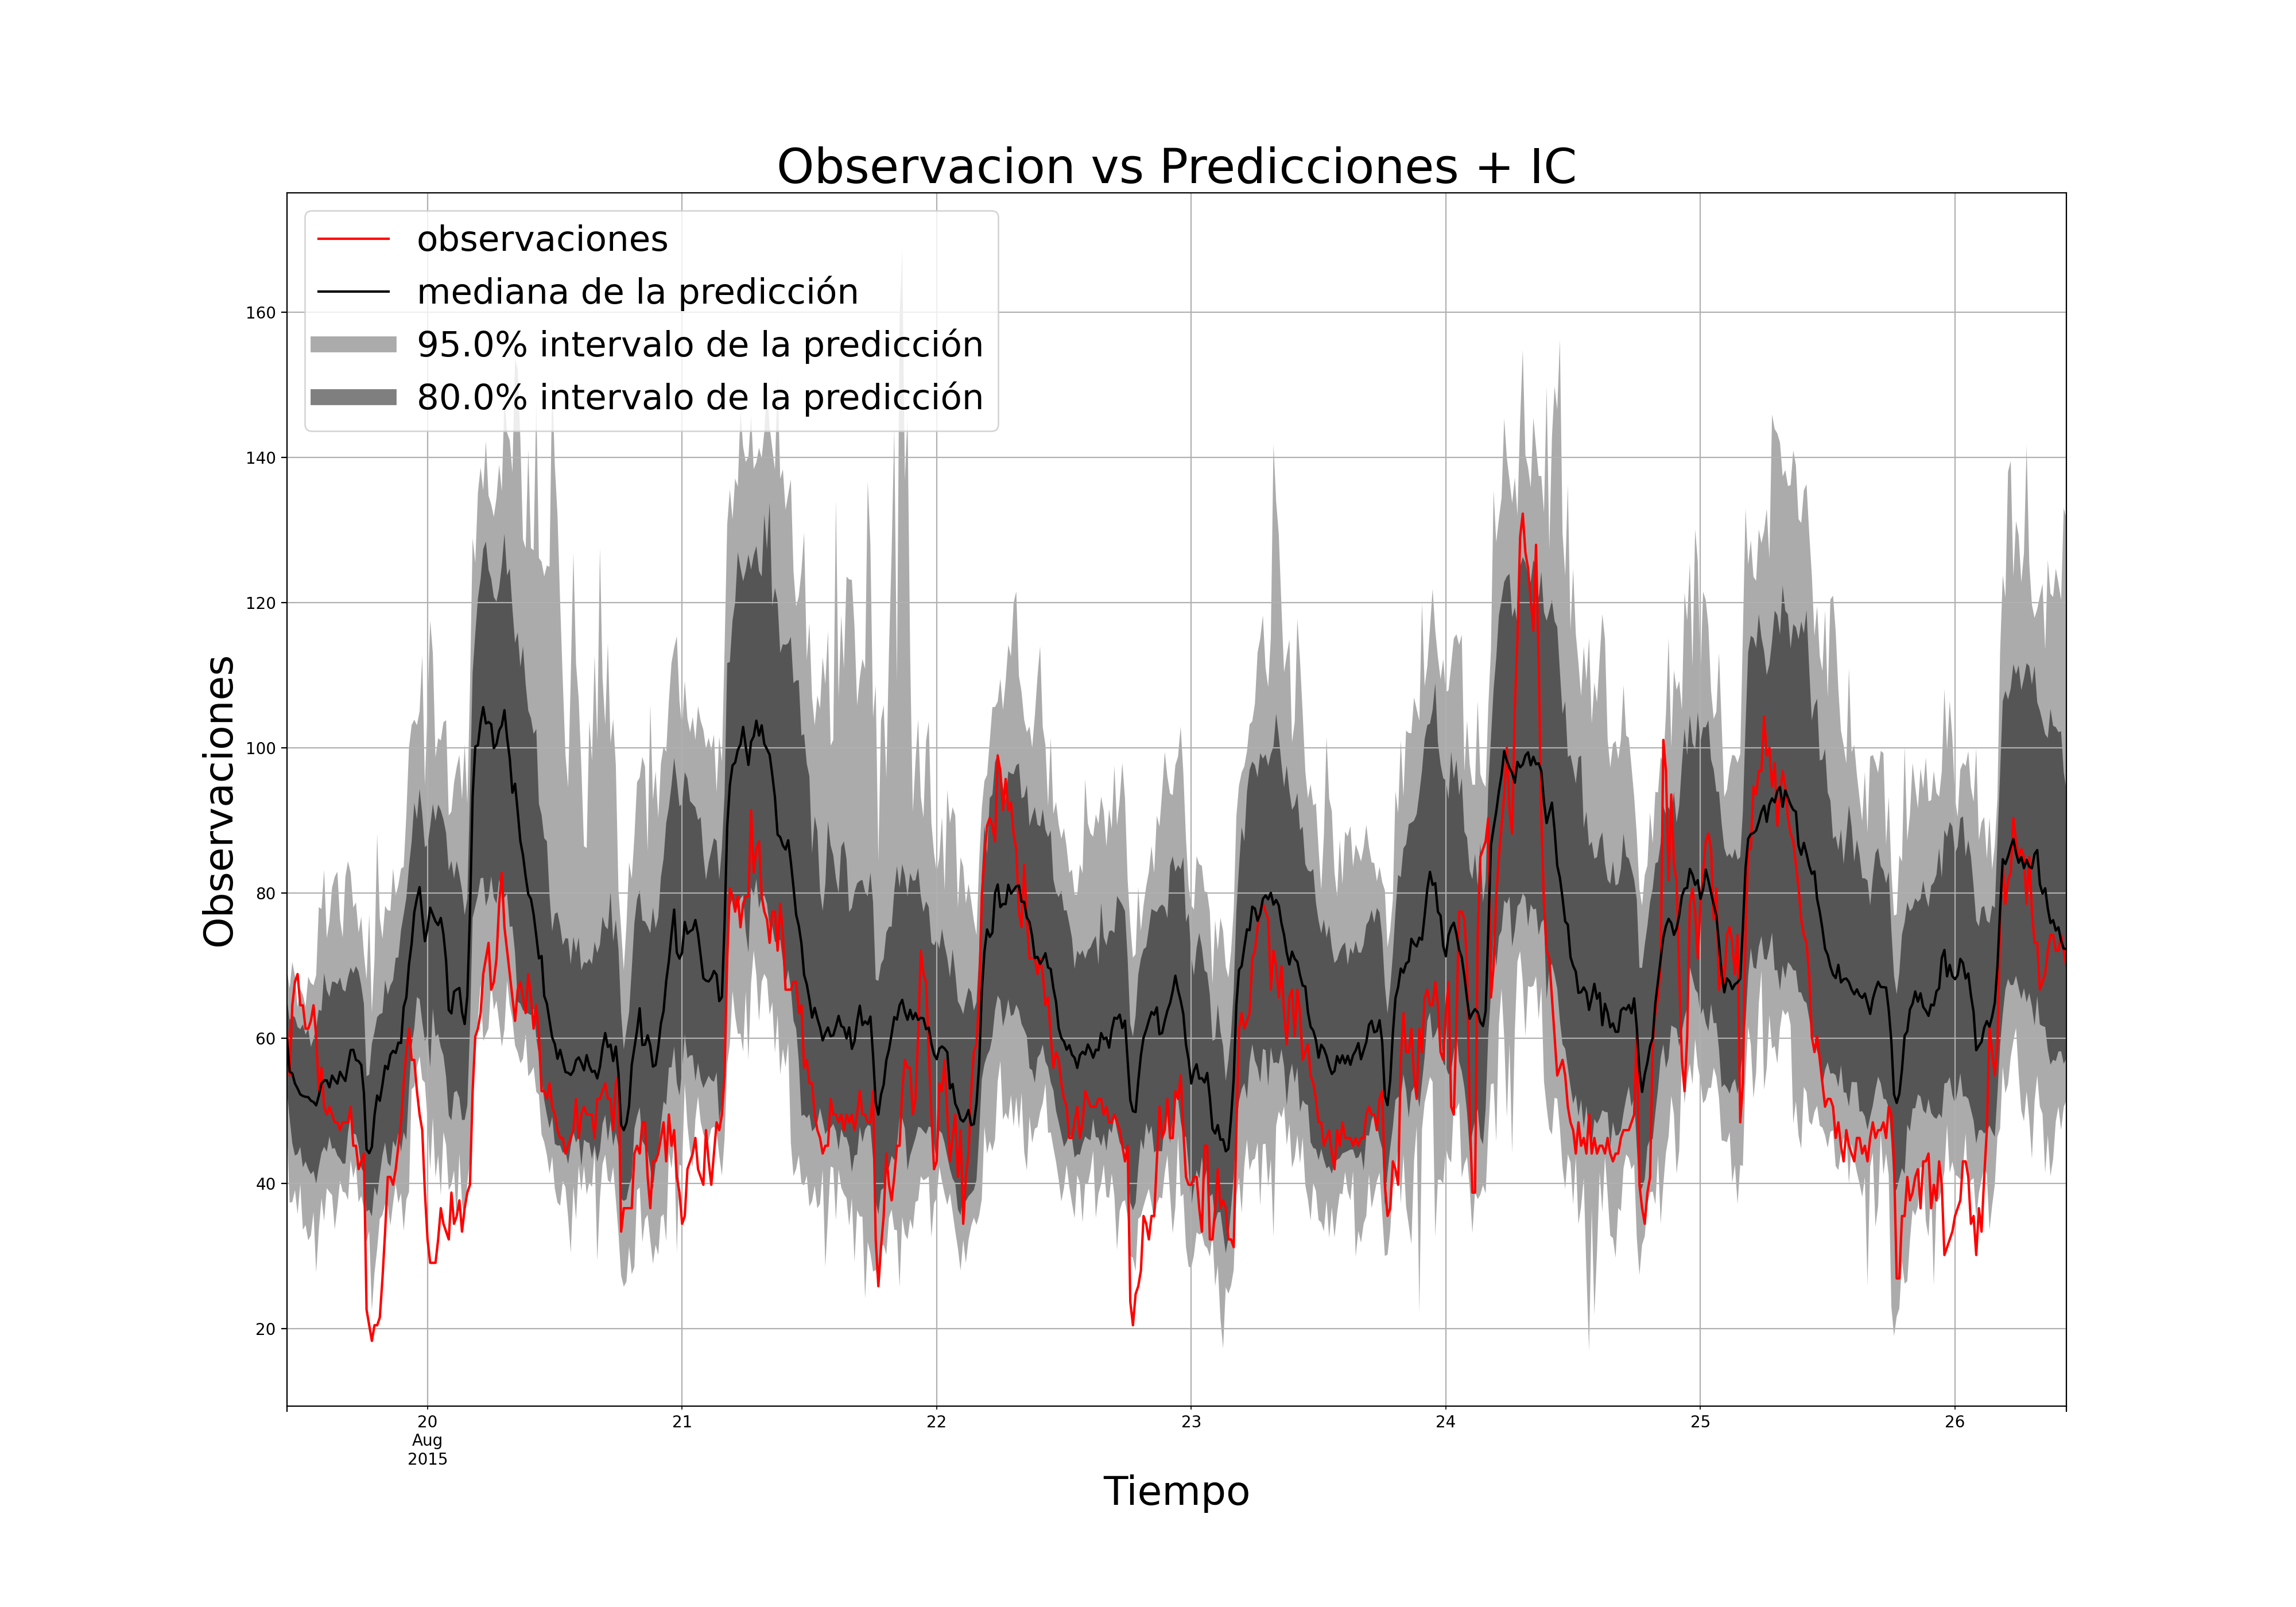 Observacion vs Predicciones + IC
observaciones
mediana de la predicción
95.0% intervalo de la predicción
80.0% intervalo de la predicción
Observaciones
160
140
120
100
80
60
40
20
20 21 22 23 24 25 26
Aug
2015
Tiempo